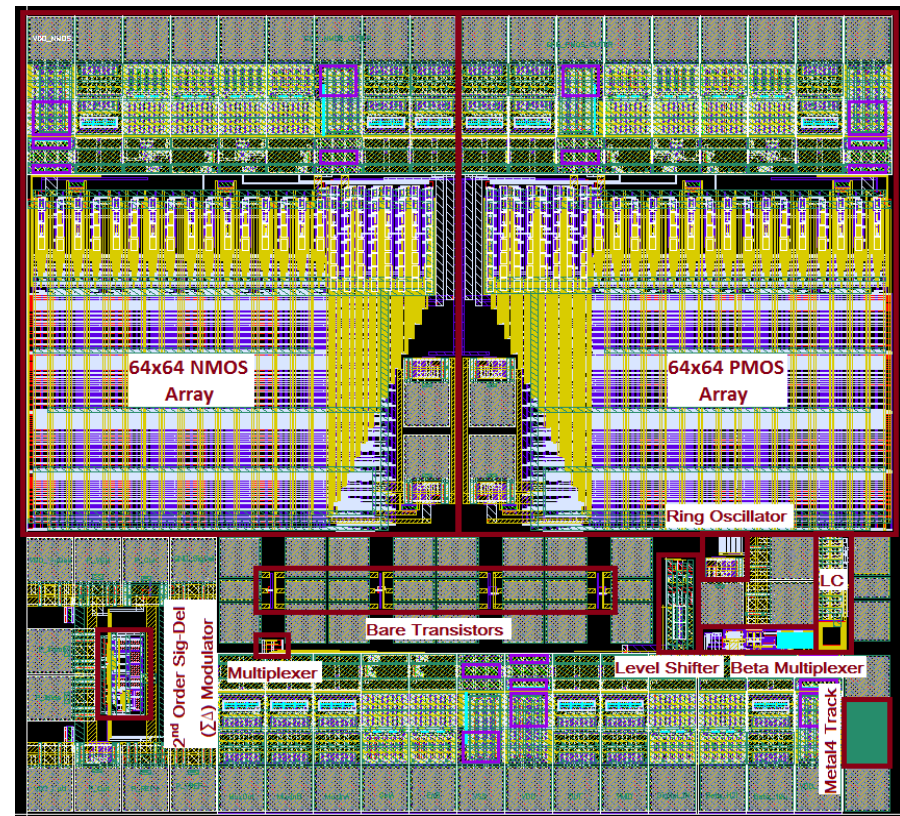 VDD_NMOS
64x64 NMOS
Array
64x64 PMOS
Array
Ring Oscillator
LC
Bare Transistors
Multiplexer
Level Shifter
Beta Multiplexer
2nd Order Sig-Del
(ΣΔ) Modulator
Metal4 Track